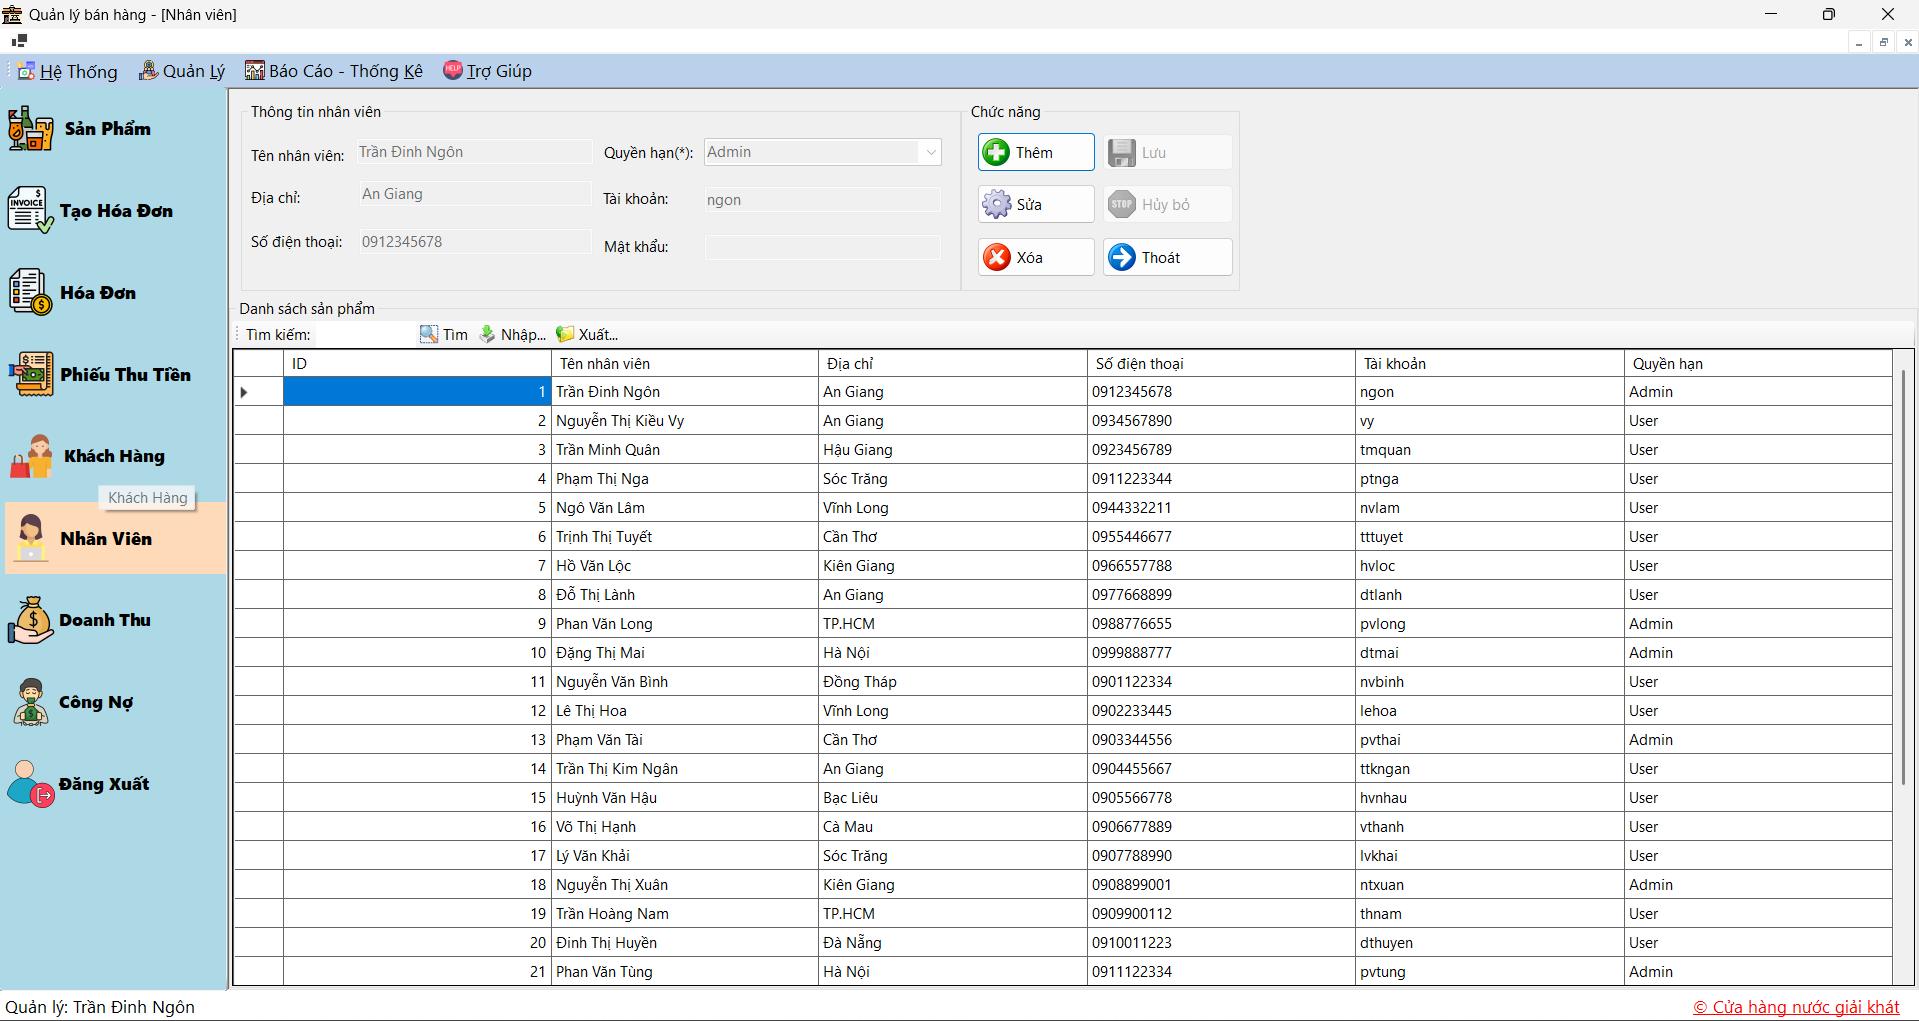 Quản lý bán hàng - [Nhân viên]
Hệ Thống Quản Lý Báo Cáo - Thống Kê HELP Trợ Giúp
Sản Phẩm
INVOICE
Tạo Hóa Đơn
Hóa Đơn
Phiếu Thu Tiền
Khách Hàng
Khách Hàng
Nhân Viên
Doanh Thu
Công Nợ
Đăng Xuất
Thông tin nhân viên
Tên nhân viên: Trần Đinh Ngôn Quyền hạn(*): Admin
Địa chỉ: An Giang Tài khoản: ngon
Số điện thoại: 0912345678 Mật khẩu:
Chức năng
Thêm Lưu
Sửa STOP Hủy bỏ
Xóa Thoát
Danh sách sản phẩm
Tìm kiếm: Tìm Nhập... Xuất...
ID Tên nhân viên Địa chỉ Số điện thoại Tài khoản Quyền hạn
1 Trần Đinh Ngôn An Giang 0912345678 ngon Admin
2 Nguyễn Thị Kiều Vy An Giang 0934567890 vy User
3 Trần Minh Quân Hậu Giang 0923456789 tmquan User
4 Phạm Thị Nga Sóc Trăng 0911223344 ptnga User
5 Ngô Văn Lâm Vĩnh Long 0944332211 nvlam User
6 Trịnh Thị Tuyết Cần Thơ 0955446677 tttuyet User
7 Hồ Văn Lộc Kiên Giang 0966557788 hvloc User
8 Đỗ Thị Lành An Giang 0977668899 dtlanh User
9 Phan Văn Long TP.HCM 0988776655 pvlong Admin
10 Đặng Thị Mai Hà Nội 0999888777 dtmai Admin
11 Nguyễn Văn Bình Đồng Tháp 0901122334 nvbinh User
12 Lê Thị Hoa Vĩnh Long 0902233445 lehoa User
13 Phạm Văn Tài Cần Thơ 0903344556 pvthai Admin
14 Trần Thị Kim Ngân An Giang 0904455667 ttkngan User
15 Huỳnh Văn Hậu Bạc Liêu 0905566778 hvnhau User
16 Võ Thị Hạnh Cà Mau 0906677889 vthanh User
17 Lý Văn Khải Sóc Trăng 0907788990 lvkhai User
18 Nguyễn Thị Xuân Kiên Giang 0908899001 ntxuan Admin
19 Trần Hoàng Nam TP.HCM 0909900112 thnam User
20 Đinh Thị Huyền Đà Nẵng 0910011223 dthuyen User
21 Phan Văn Tùng Hà Nội 0911122334 pvtung Admin
Quản lý: Trần Đinh Ngôn
© Cửa hàng nước giải khát